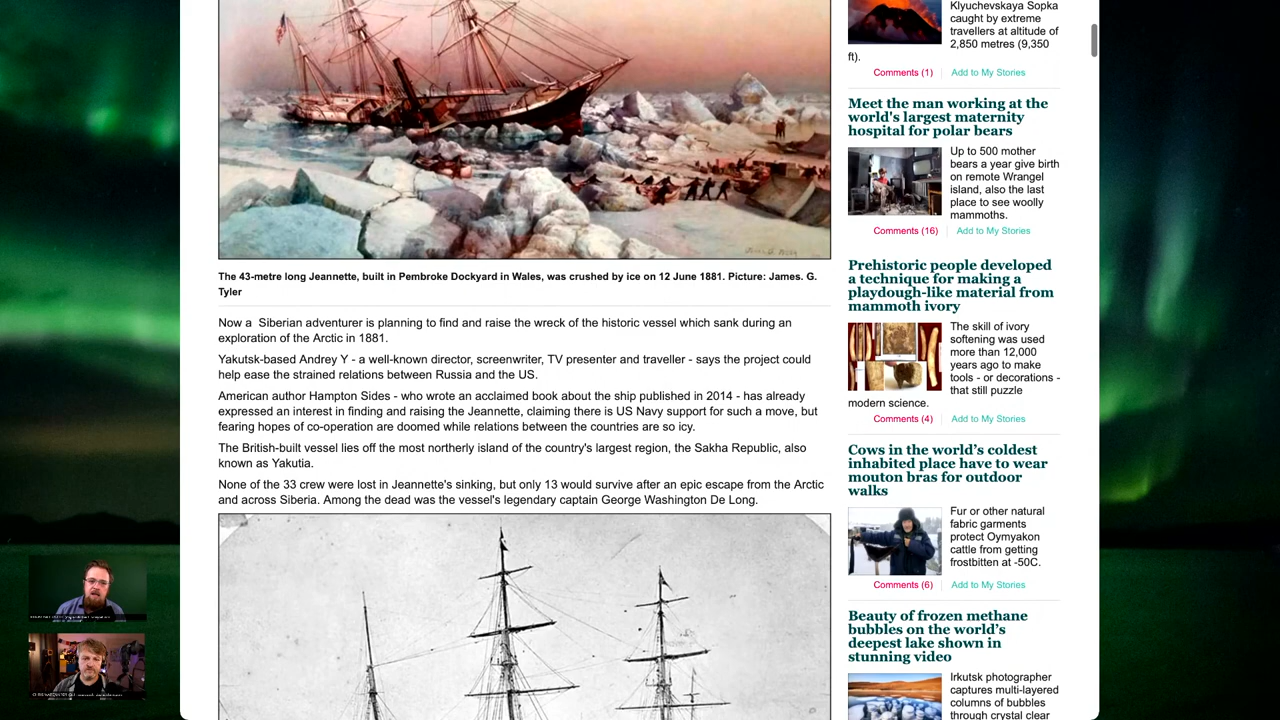 The 43-metre long Jeannette, built in Pembroke Dockyard in Wales, was crushed by ice on 12 June 1881. Picture: James. G.
Tyler
Now a  Siberian adventurer is planning to find and raise the wreck of the historic vessel which sank during an
exploration of the Arctic in 1881.
Yakutsk-based Andrey Y - a well-known director, screenwriter, TV presenter and traveller - says the project could
help ease the strained relations between Russia and the US.
American author Hampton Sides - who wrote an acclaimed book about the ship published in 2014 - has already
expressed an interest in finding and raising the Jeannette, claiming there is US Navy support for such a move, but
fearing hopes of co-operation are doomed while relations between the countries are so icy.
The British-built vessel lies off the most northerly island of the country's largest region, the Sakha Republic, also
known as Yakutia.
None of the 33 crew were lost in Jeannette's sinking, but only 13 would survive after an epic escape from the Arctic
and across Siberia. Among the dead was the vessel's legendary captain George Washington De Long.
Klyuchevskaya Sopka
caught by extreme
travellers at altitude of
2,850 metres (9,350
ft).
Comments (1) Add to My Stories
Meet the man working at the
world's largest maternity
hospital for polar bears
Up to 500 mother
bears a year give birth
on remote Wrangel
island, also the last
place to see woolly
mammoths.
Comments (16) Add to My Stories
Prehistoric people developed
a technique for making a
playdough-like material from
mammoth ivory
The skill of ivory
softening was used
more than 12,000
years ago to make
tools - or decorations -
that still puzzle
modern science.
Comments (4) Add to My Stories
Cows in the world’s coldest
inhabited place have to wear
mouton bras for outdoor
walks
Fur or other natural
fabric garments
protect Oymyakon
cattle from getting
frostbitten at -50C.
Comments (6) Add to My Stories
Beauty of frozen methane
bubbles on the world’s
deepest lake shown in
stunning video
Irkutsk photographer
captures multi-layered
columns of bubbles
through crystal clear